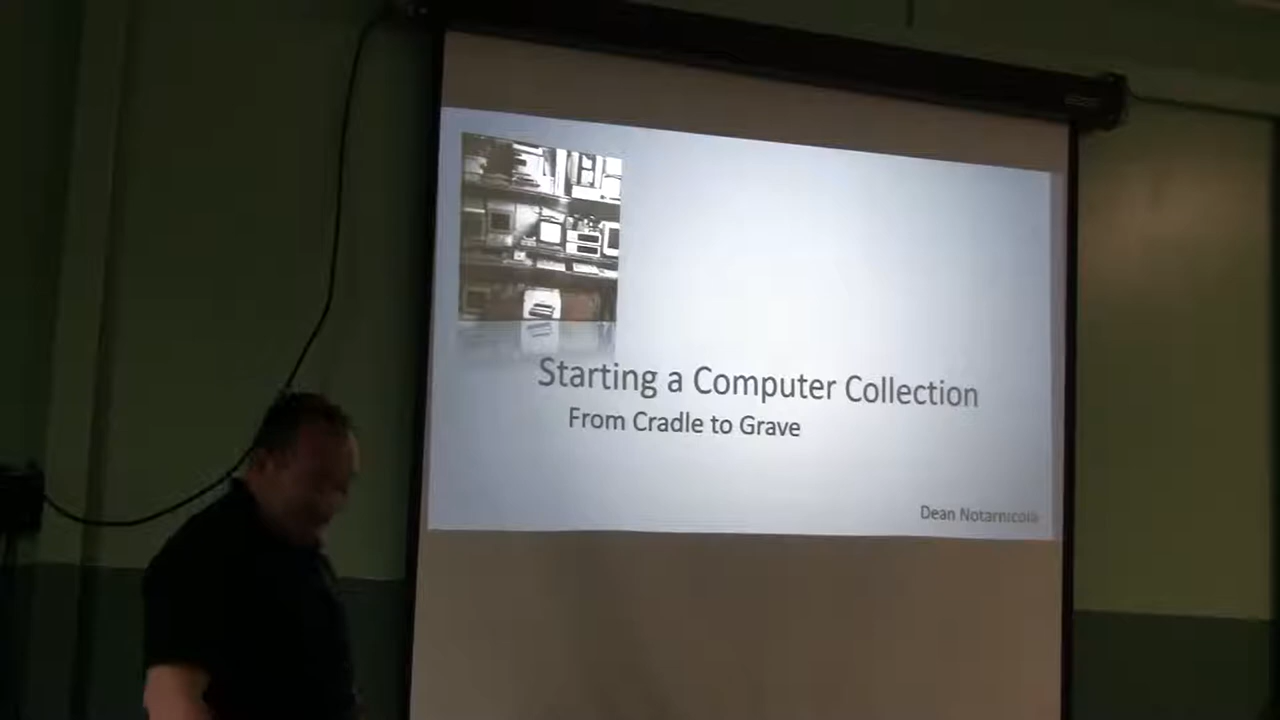 Starting a Computer Collection
From Cradle to Grave
Dean Notarnicola